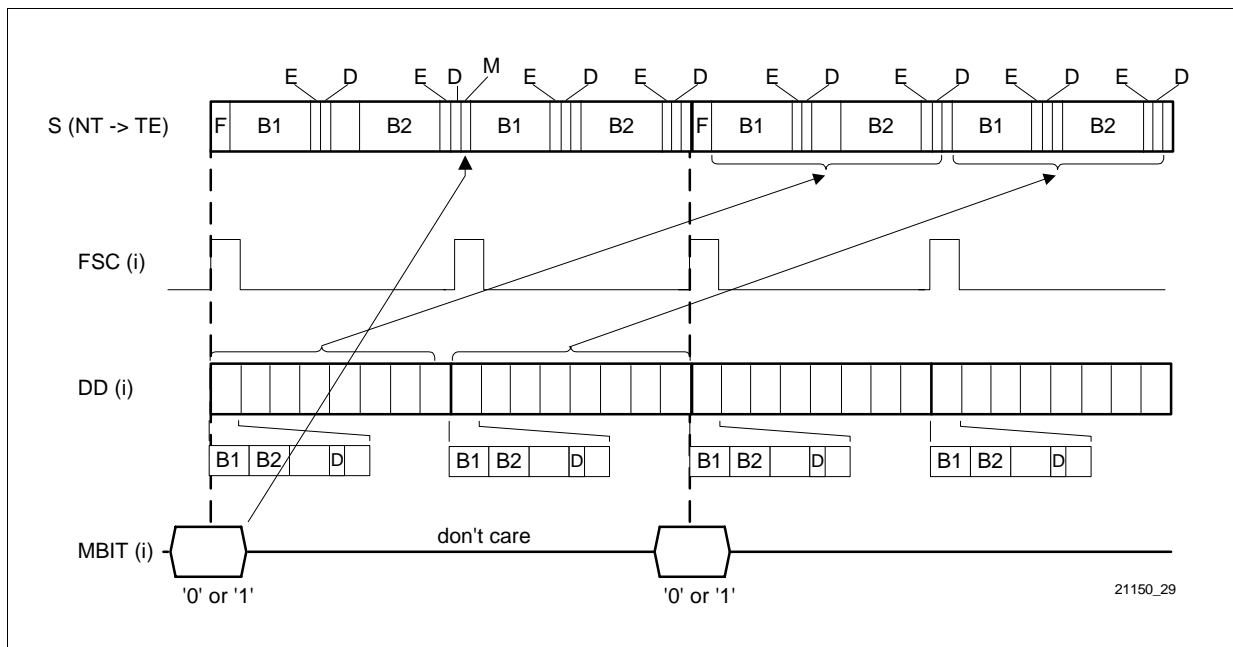 E D E D M E D E D E D E D E D E D
S (NT -> TE) F B1 B2 B1 B2 F B1 B2 B1 B2
FSC (i)
DD (i)
B1 B2 D B1 B2 D B1 B2 D B1 B2 D
MBIT (i) don't care
'0' or '1' '0' or '1' 21150_29